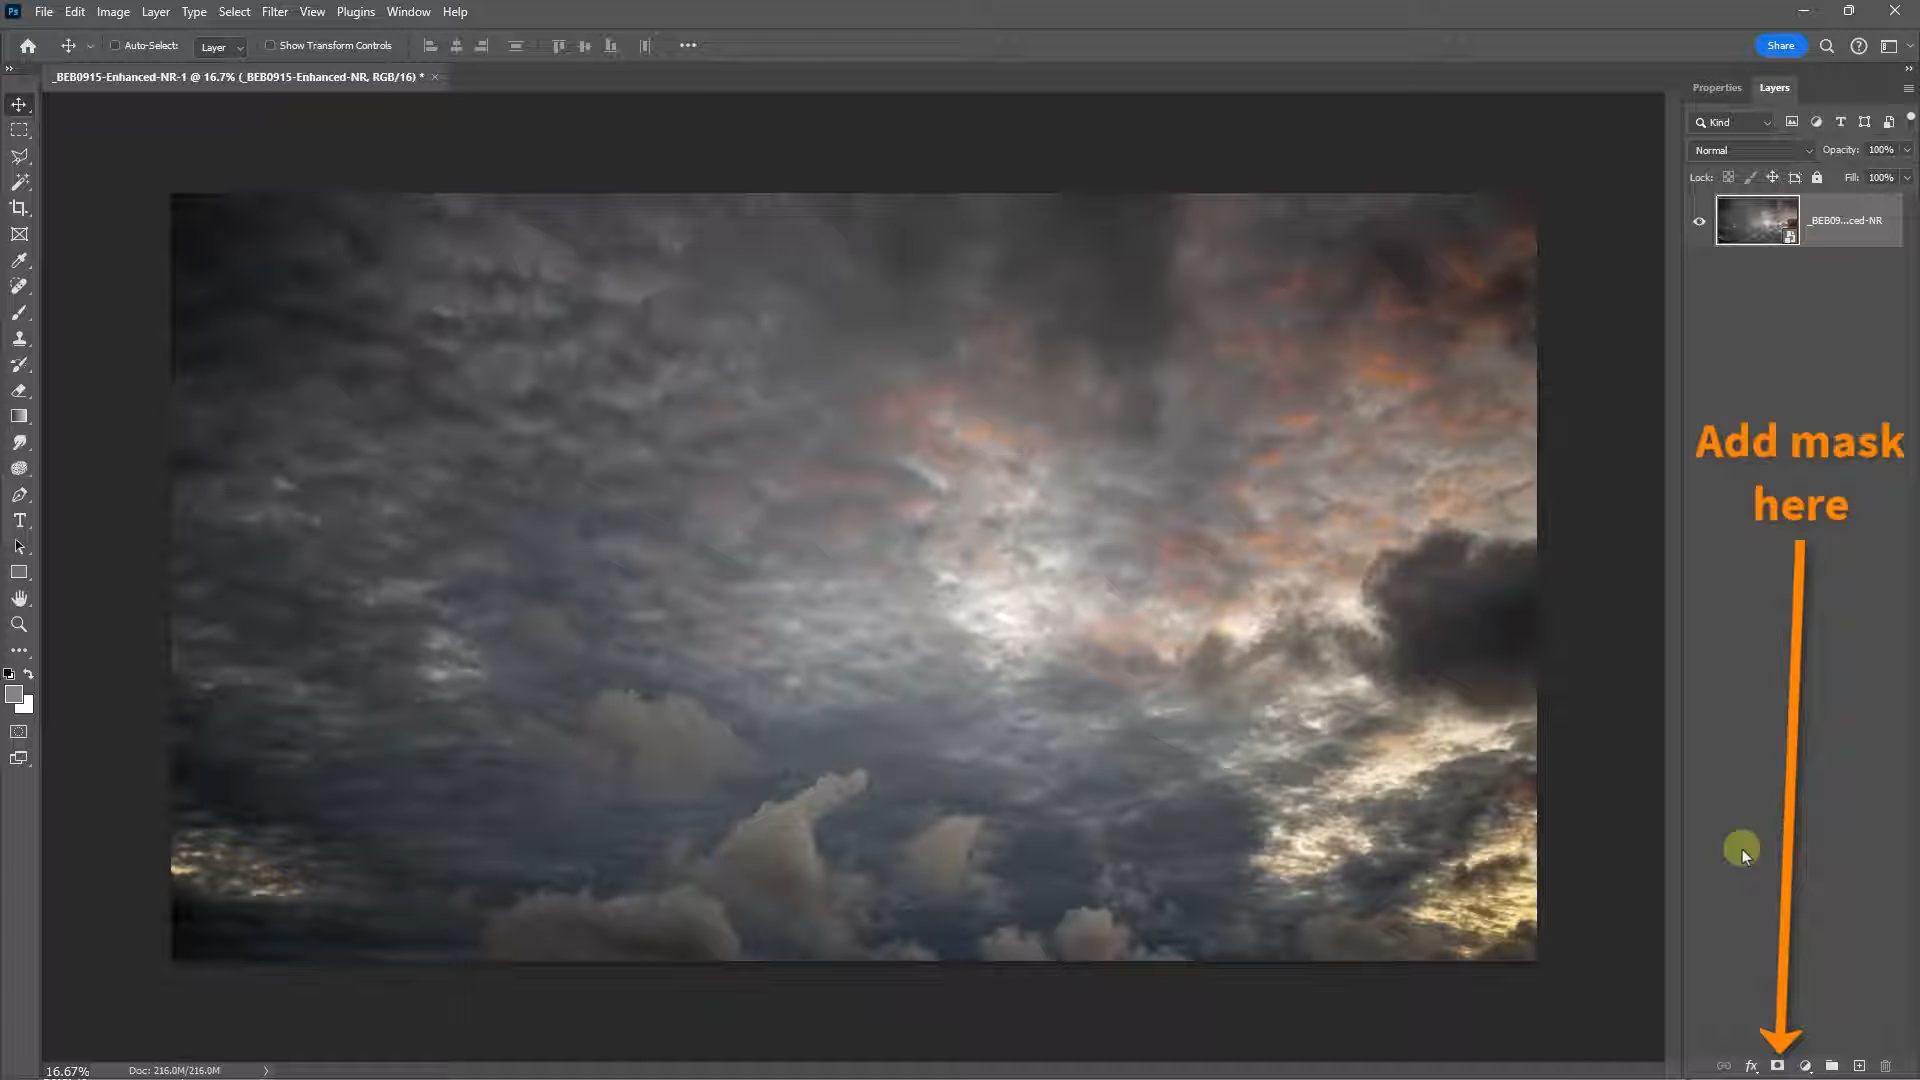 Ps File Edit Image Layer Type Select Filter View Plugins Window Help
Auto-Select: Layer Show Transform Controls Share
_BEB0915-Enhanced-NR-1 @ 16.7% (_BEB0915-Enhanced-NR, RGB/16) * ×
Properties Layers
Kind
Normal Opacity: 100%
Lock: Fill: 100%
_BEB09...ced-NR
Add mask
here
16.67% Doc: 216.0M/216.0M
fx